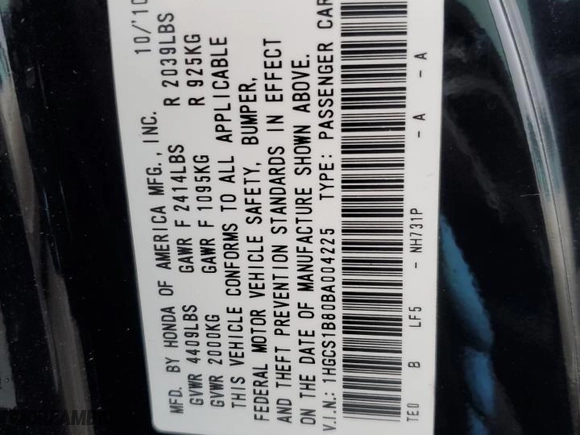 MFD. BY HONDA OF AMERICA MFG., INC. 10/10
GVWR 4409LBS GAWR F 2414LBS R 2039LBS
GVWR 2000KG GAWR F 1095KG R 925KG
THIS VEHICLE CONFORMS TO ALL APPLICABLE
FEDERAL MOTOR VEHICLE SAFETY, BUMPER,
AND THEFT PREVENTION STANDARDS IN EFFECT
ON THE DATE OF MANUFACTURE SHOWN ABOVE.
V.I.N.: 1HGCS1B80BA004225 TYPE: PASSENGER CAR
TE0 B LF5 - NH731P - A - A